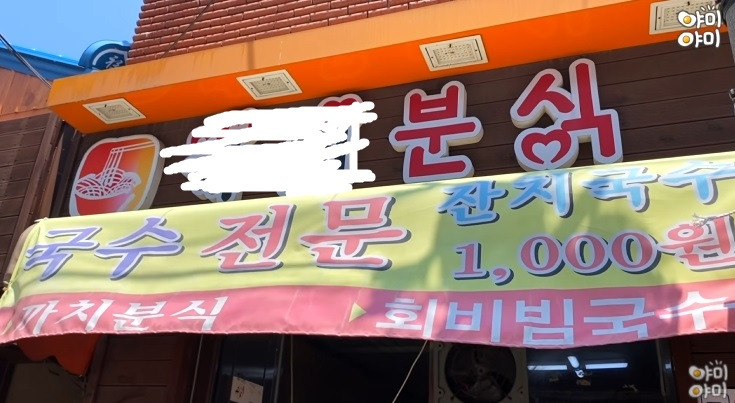 야미
야미
분식
국수 전문 잔치국수
1,000원
까치분식 ▶ 회비빔국수
야미
야미